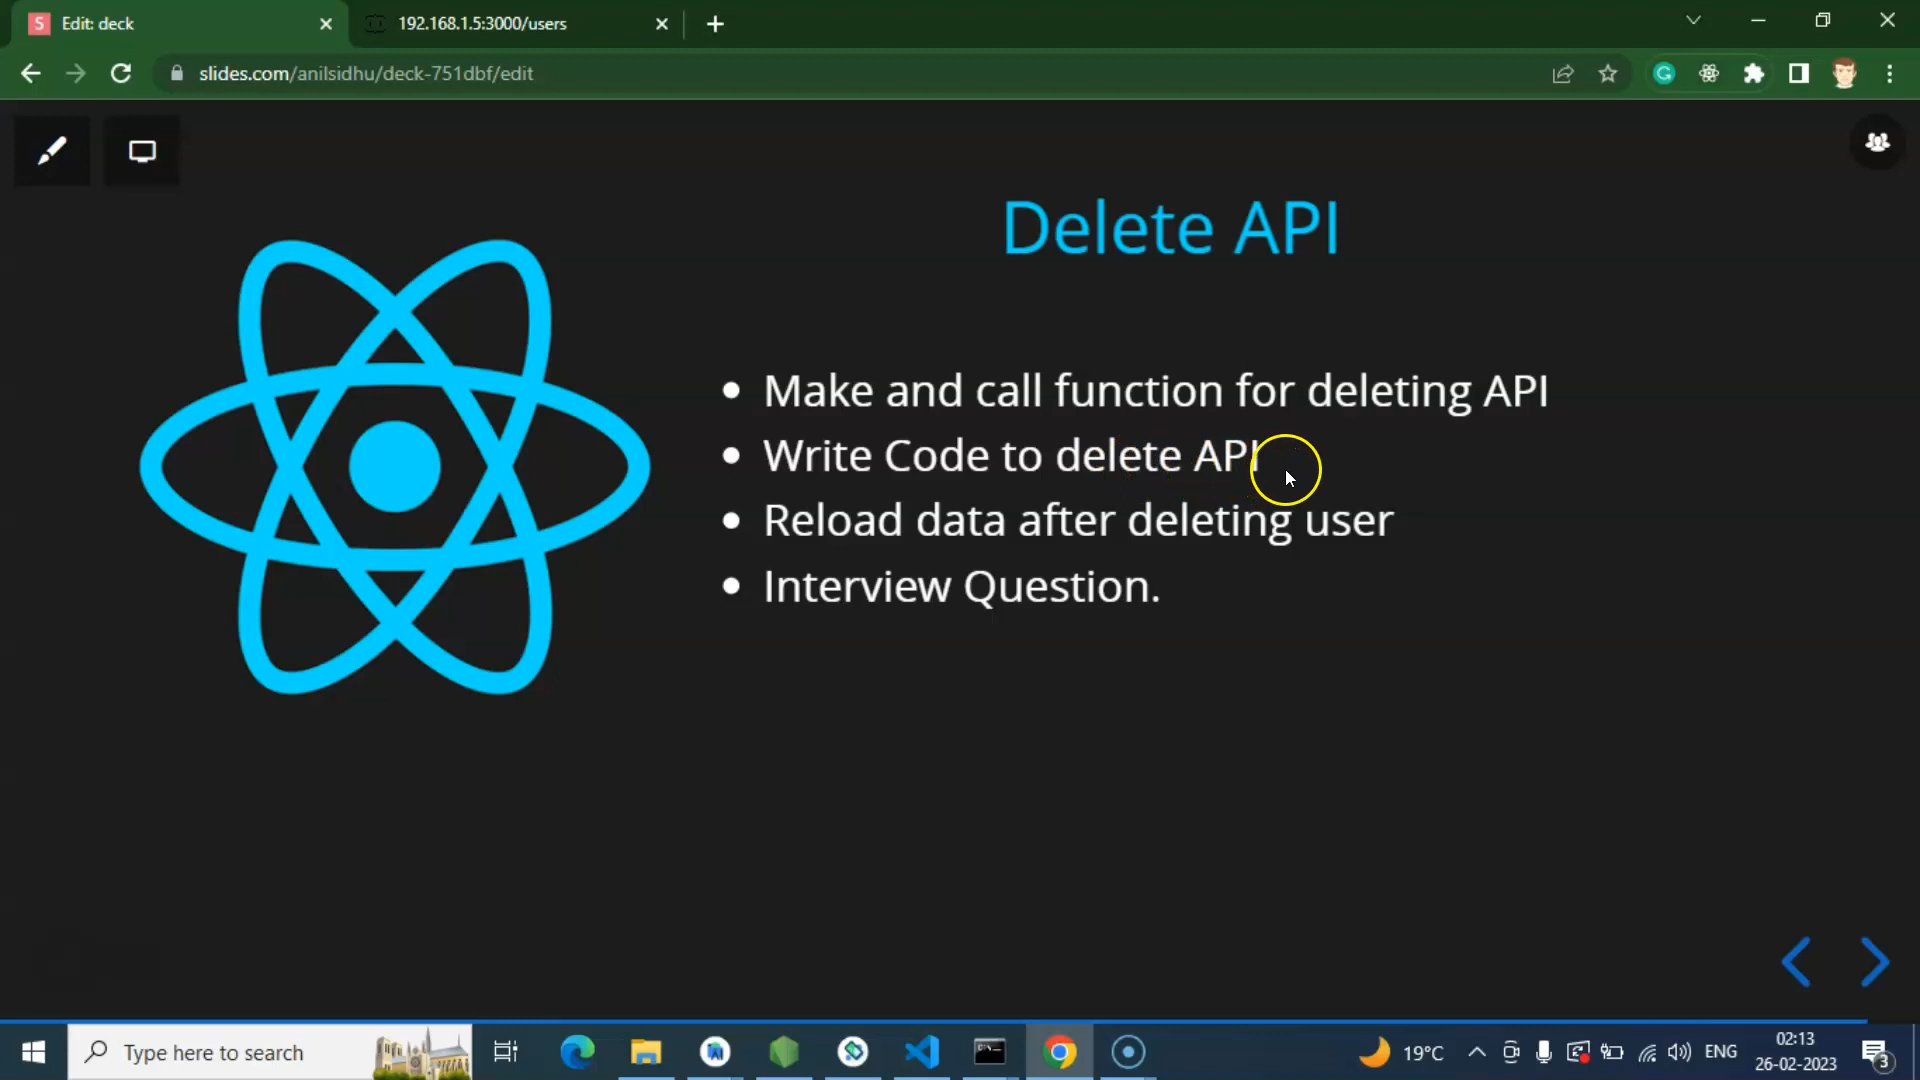 S Edit: deck
192.168.1.5:3000/users
slides.com/anilsidhu/deck-751dbf/edit
Delete API
Make and call function for deleting API
Write Code to delete API
Reload data after deleting user
Interview Question.
Type here to search
19°C
ENG
02:13
26-02-2023
3